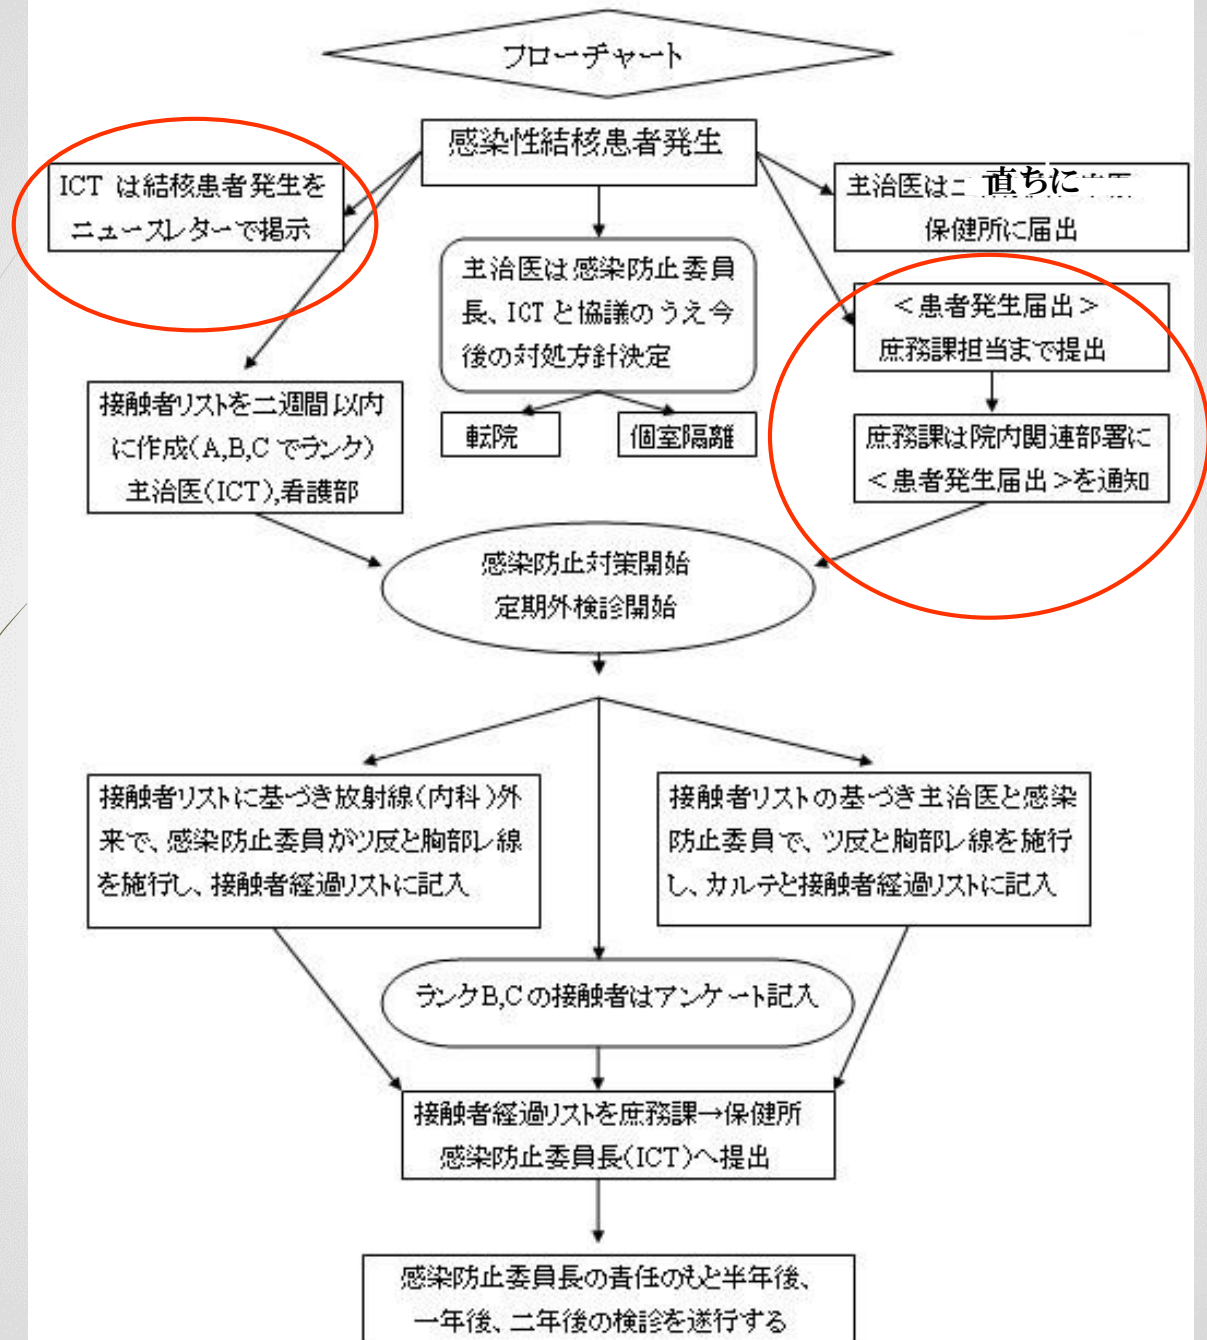 フローチャート
感染性結核患者発生
ICT は結核患者発生を
ニュースレターで掲示
主治医は
直ちに
保健所に届出
主治医は感染防止委員
長、ICTと協議のうえ今
後の対処方針決定
転院
個室隔離
<患者発生届出>
庶務課担当まで提出
庶務課は院内関連部署に
<患者発生届出>を通知
接触者リストを二週間以内
に作成(A,B,Cでランク)
主治医(ICT),看護部
感染防止対策開始
定期外検診開始
接触者リストに基づき放射線(内科)外
来で、感染防止委員がツ反と胸部レ線
を施行し、接触者経過リストに記入
接触者リストの基づき主治医と感染
防止委員で、ツ反と胸部レ線を施行
し、カルテと接触者経過リストに記入
ランクB,Cの接触者はアンケート記入
接触者経過リストを庶務課→保健所
感染防止委員長(ICT)へ提出
感染防止委員長の責任のもと半年後、
一年後、二年後の検診を遂行する